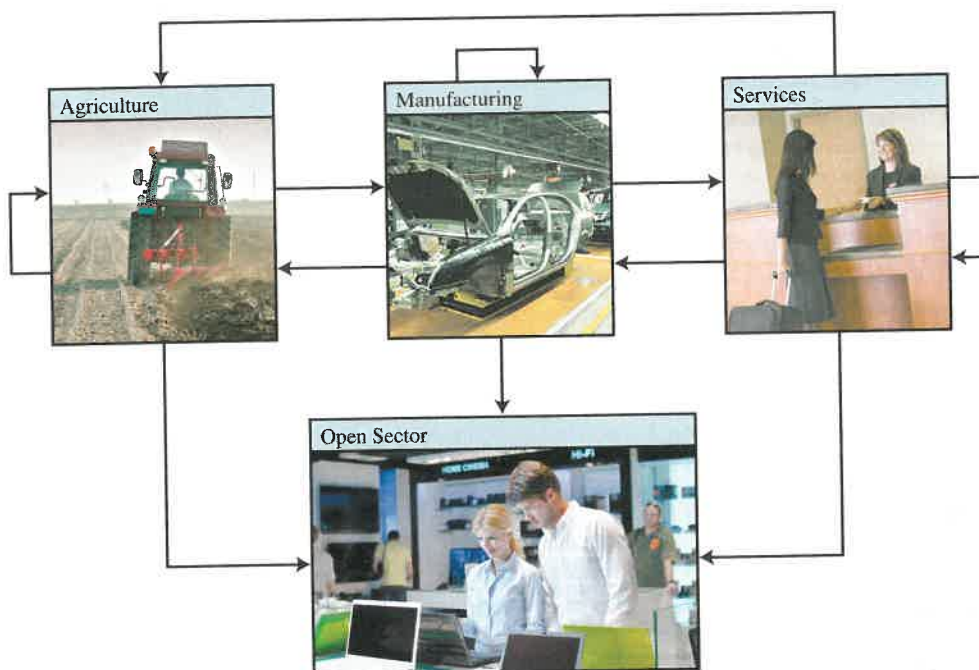 Agriculture
Manufacturing
Services
Open Sector
HOME CINEMA
Hi-Fi